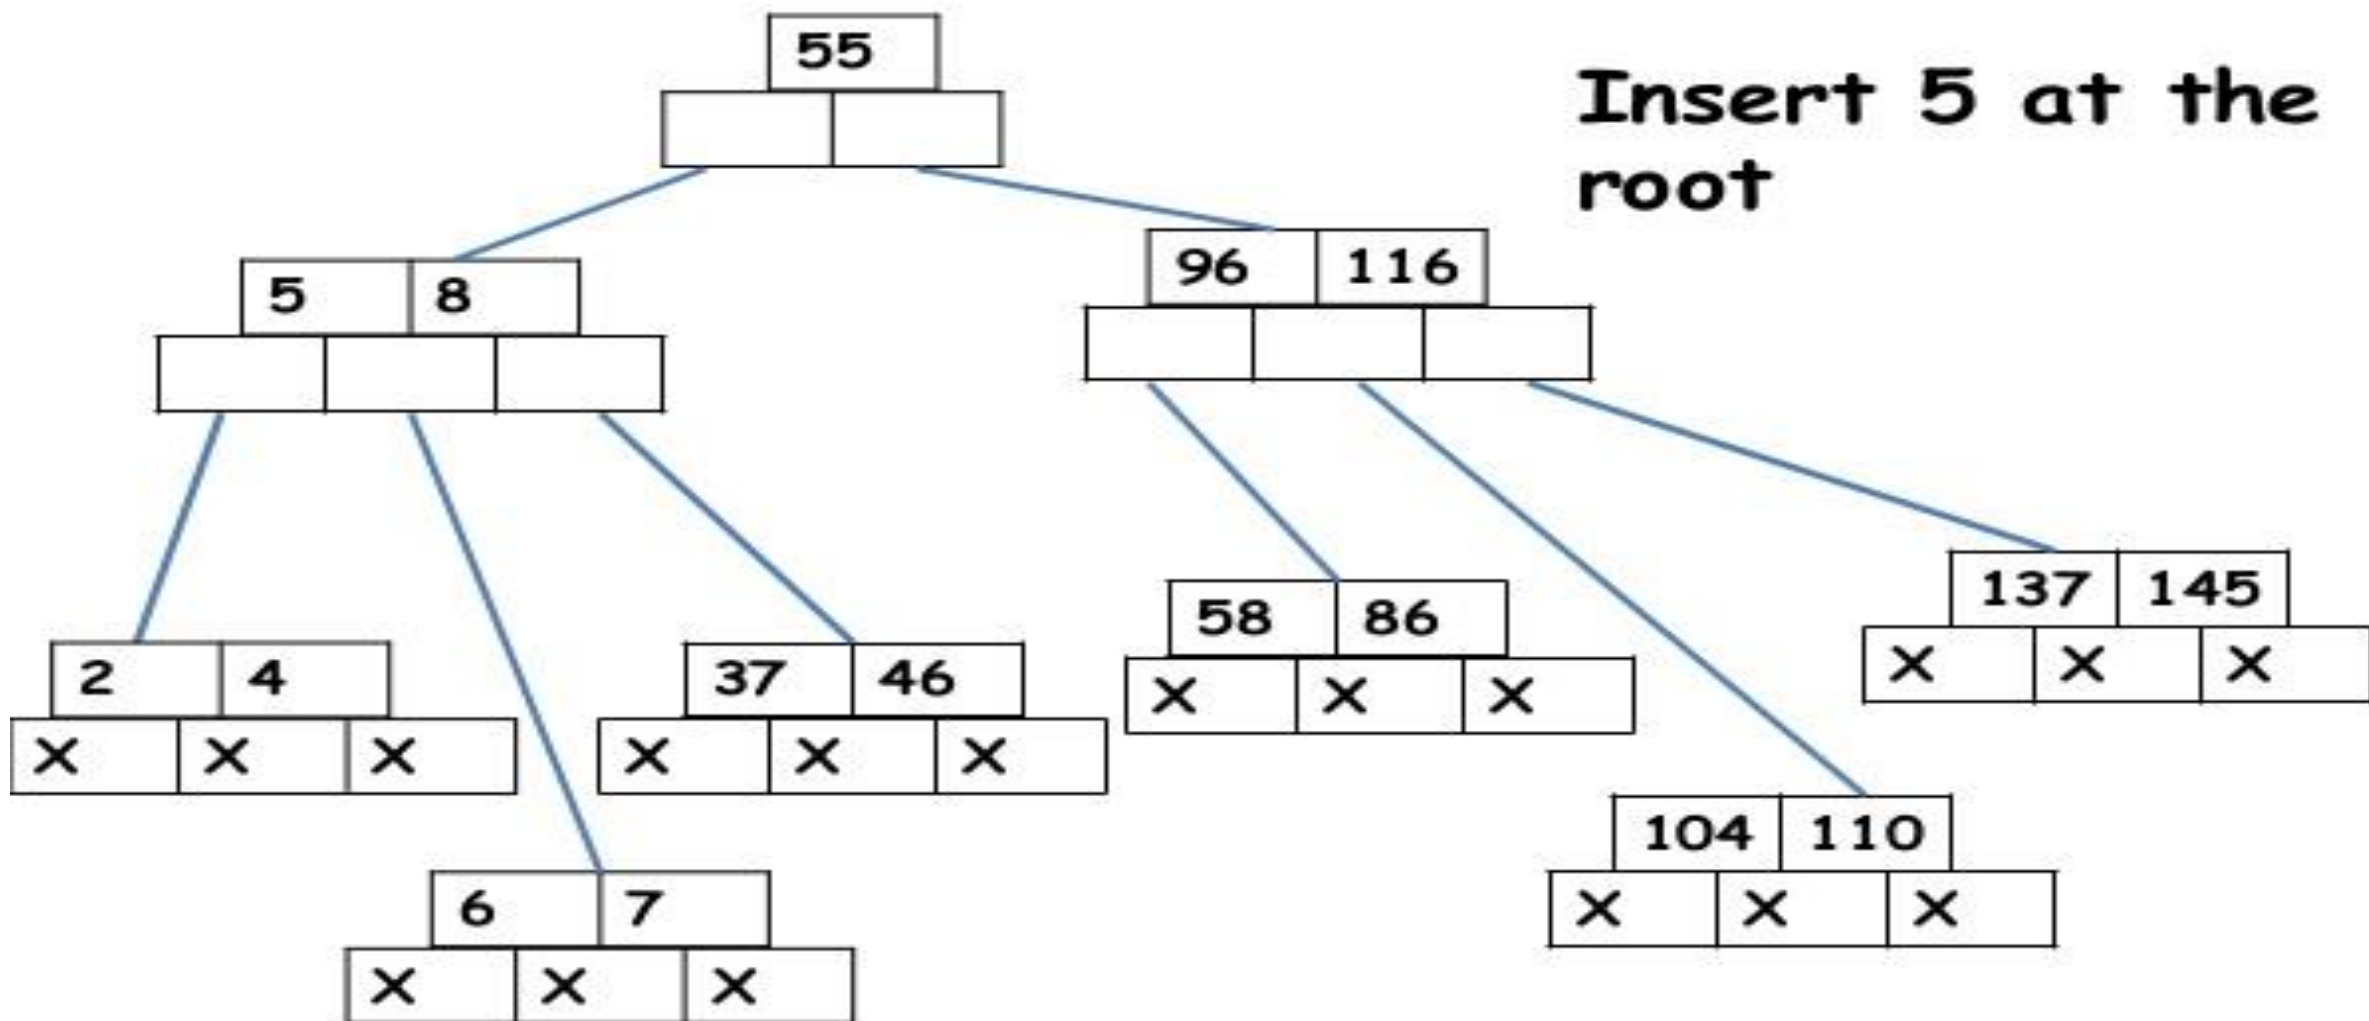 55
Insert 5 at the
root
5 8
96 116
2 4
37 46
58 86
137 145
X X X
X X X
X X X
X X X
6 7
104 110
X X X
X X X